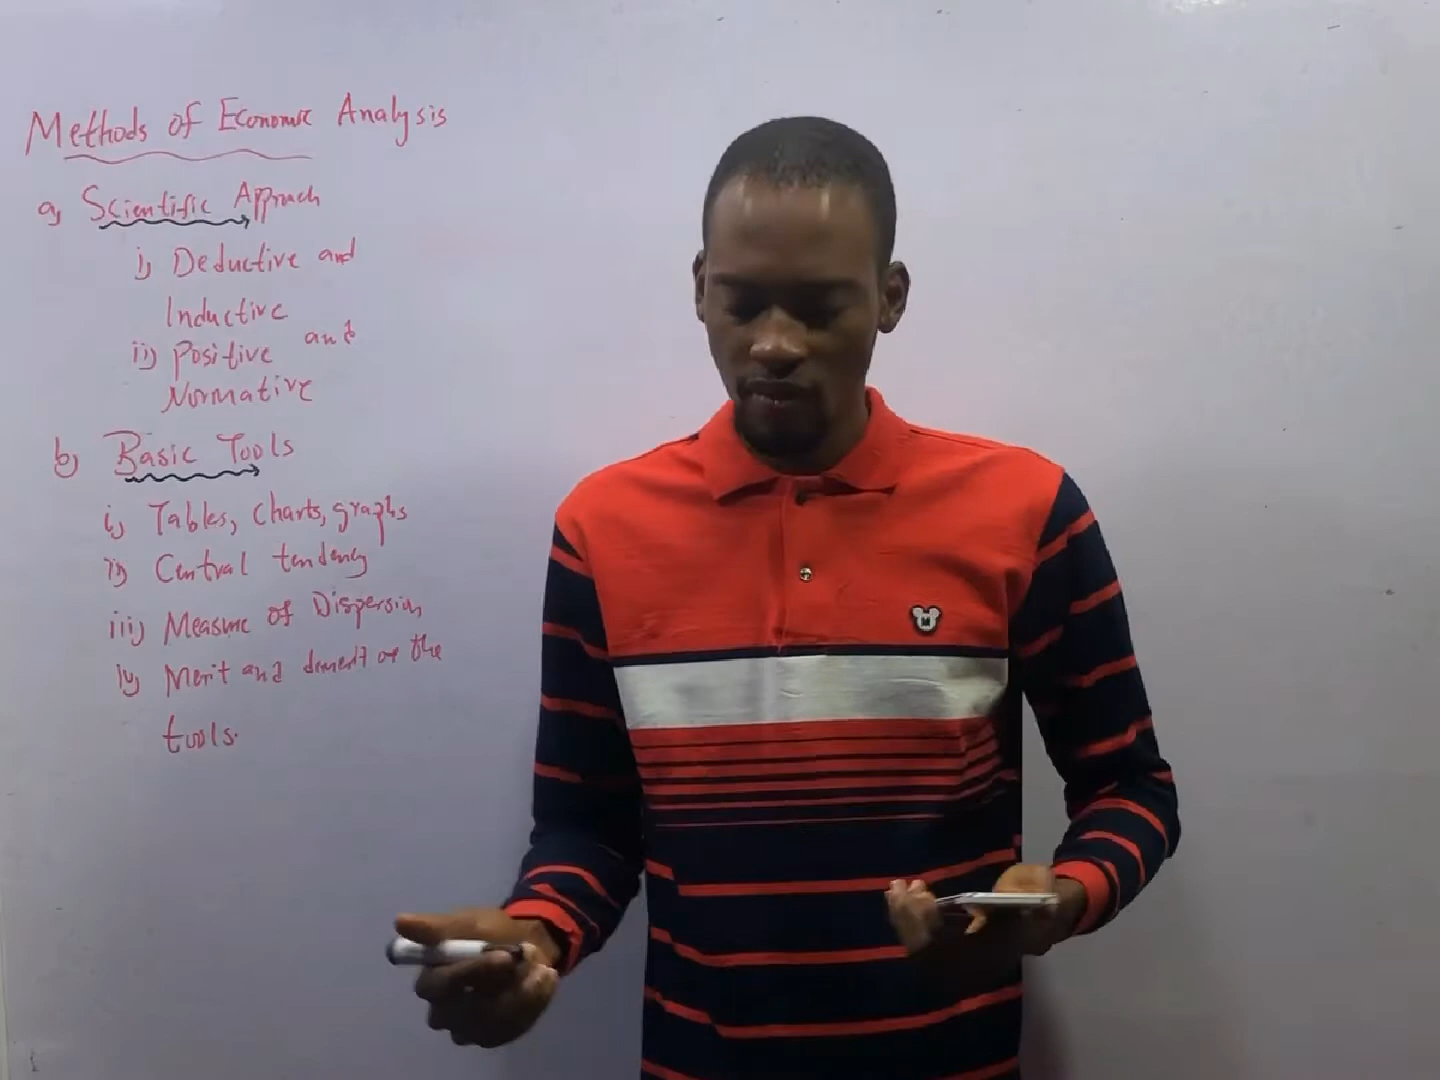 Methods of Economic Analysis
a) Scientific Approach
i) Deductive and
Inductive
ii) Positive and
Normative
b) Basic Tools
i) Tables, Charts, graphs
ii) Central tendency
iii) Measure of Dispersion
iv) Merit and demerit of the
tools.
M